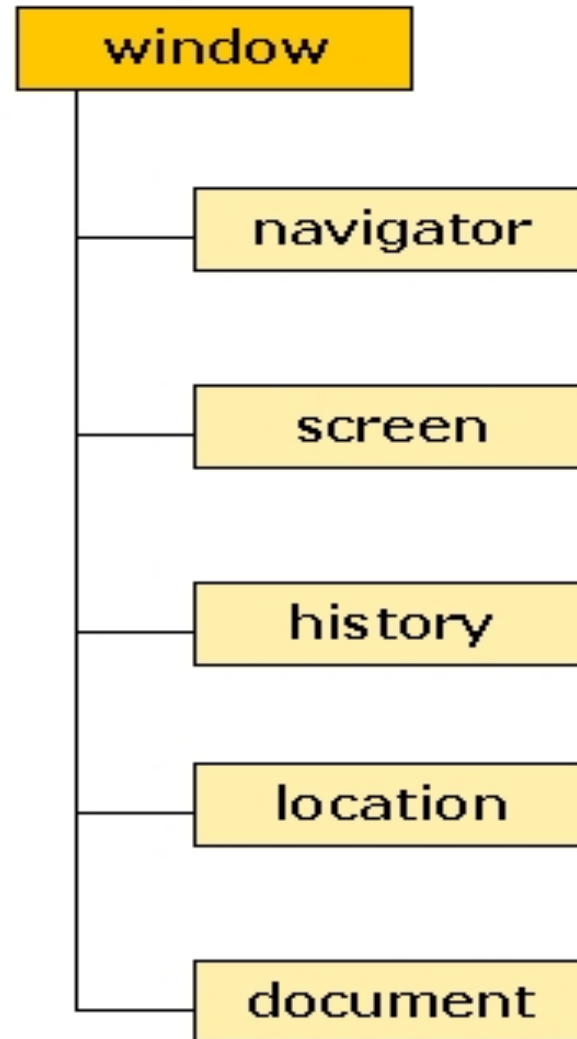 window
navigator
screen
history
location
document